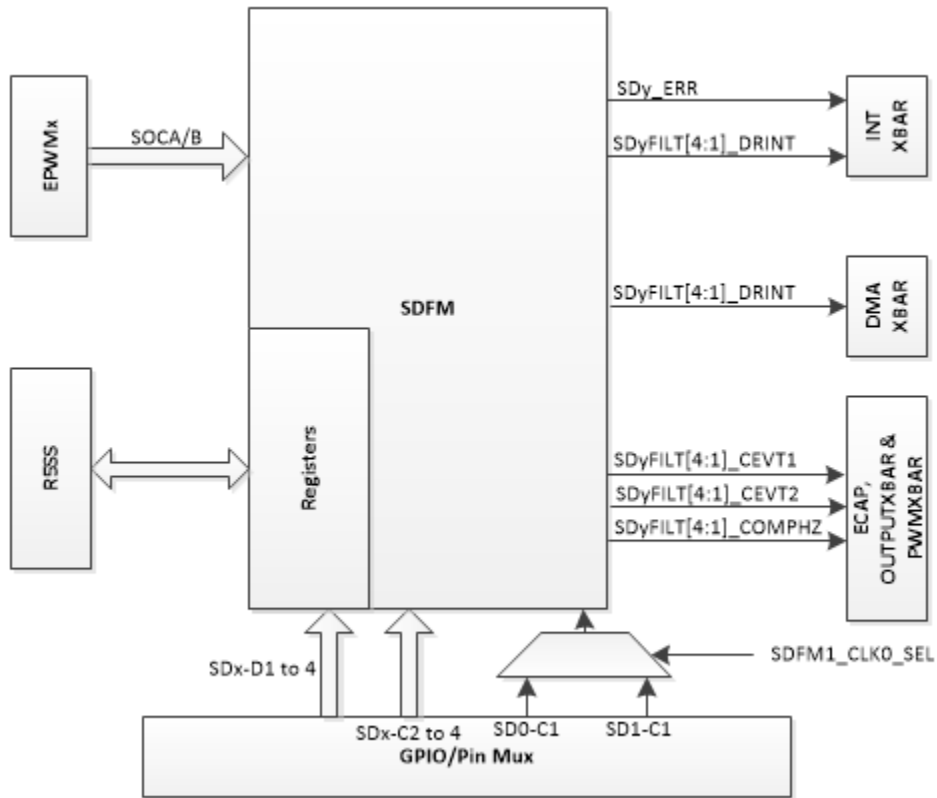 SDy_ERR
EPWMx
SOCA/B
INT
XBAR
SDyFILT[4:1]_DRINT
SDFM
SDyFILT[4:1]_DRINT
DMA
XBAR
R5SS
Registers
SDyFILT[4:1]_CEVT1
SDyFILT[4:1]_CEVT2
SDyFILT[4:1]_COMPHZ
ECAP,
OUTPUTXBAR &
PWMXBAR
SDx-D1 to 4
SDFM1_CLK0_SEL
SDx-C2 to 4
SD0-C1
SD1-C1
GPIO/Pin Mux